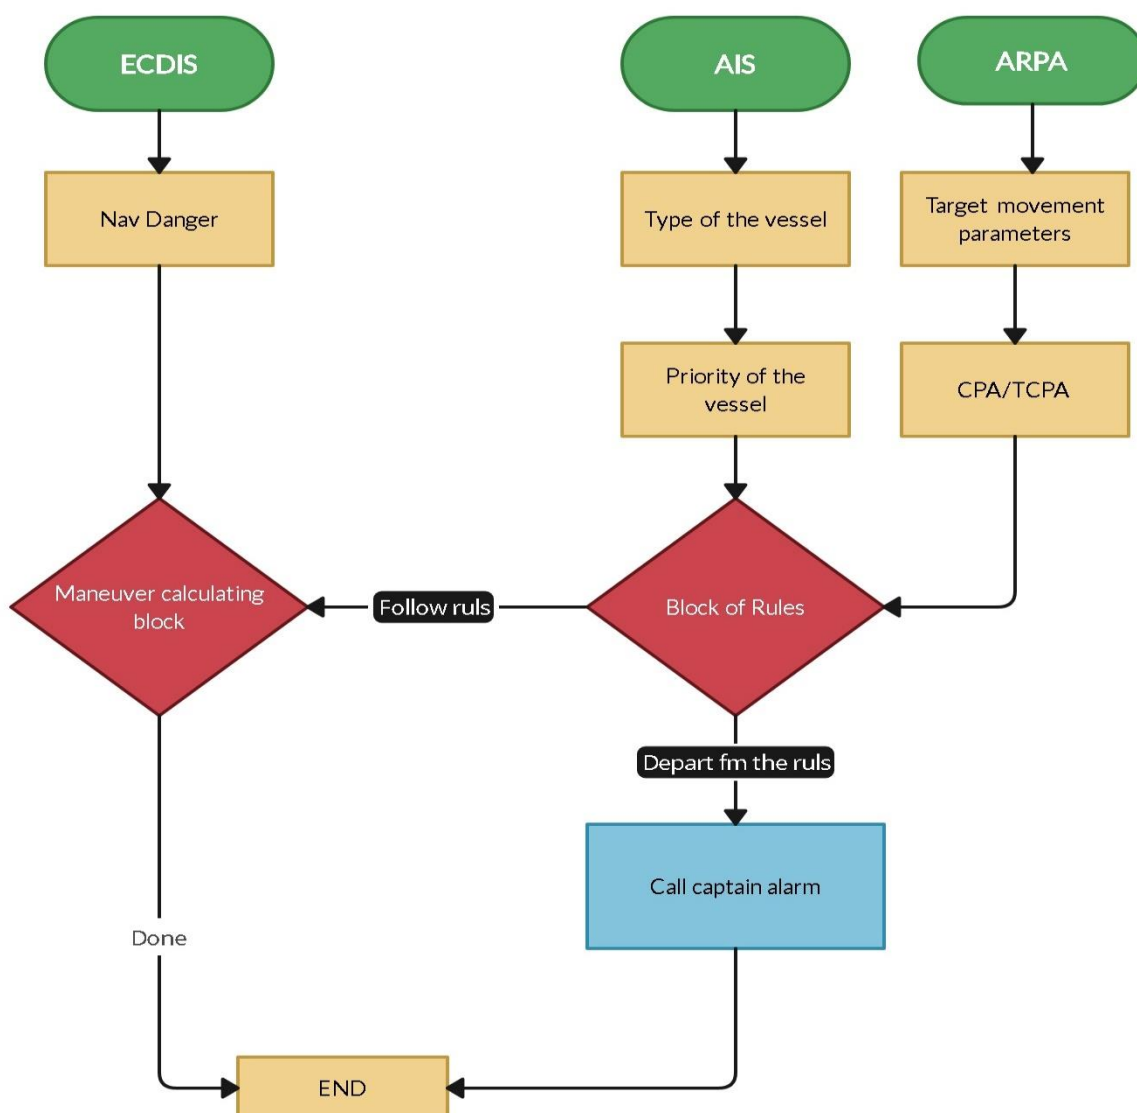 ECDIS
AIS
ARPA
Nav Danger
Type of the vessel
Target movement
parameters
Priority of the
vessel
CPA/TCPA
Maneuver calculating
block
Follow ruls
Block of Rules
Depart fm the ruls
Call captain alarm
Done
END